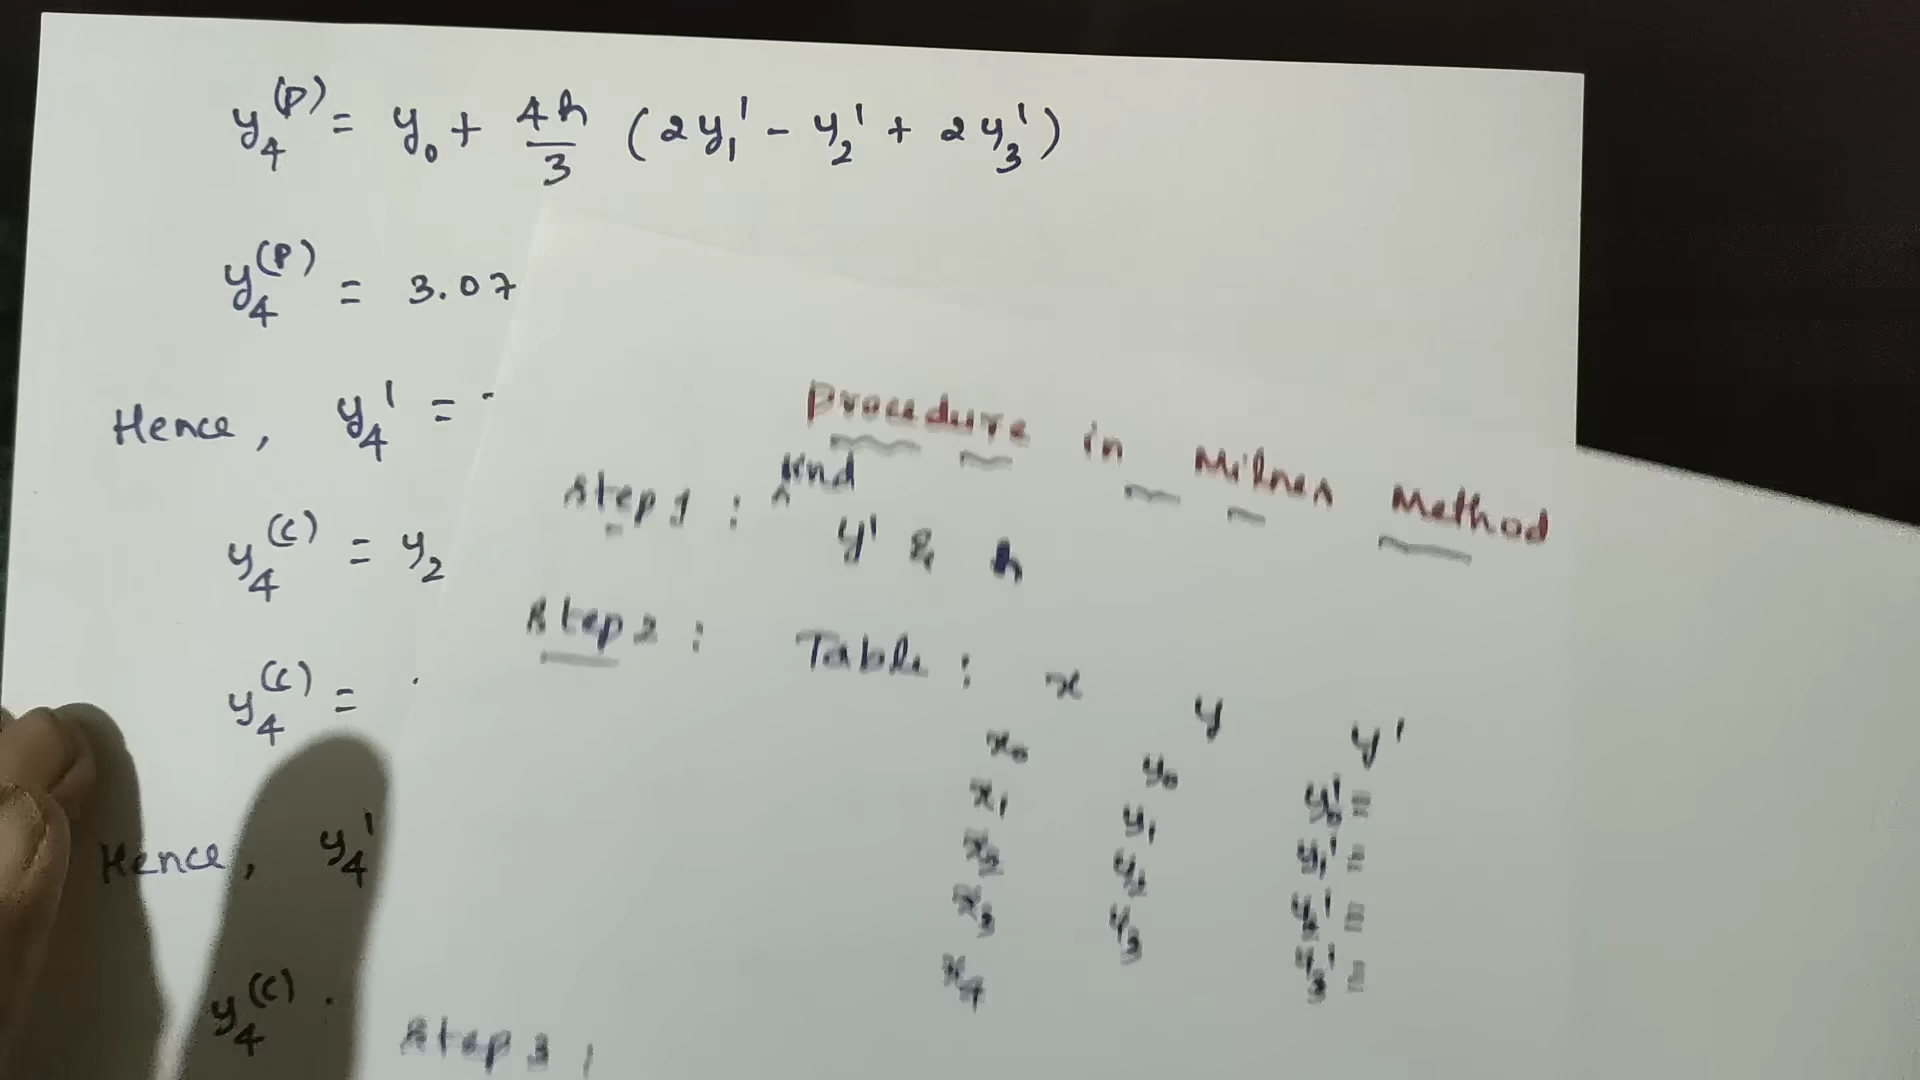 y₄⁽ᵖ⁾ = y₀ + 4h/3 (2y₁' - y₂' + 2y₃')
y₄⁽ᴾ⁾ = 3.07
Hence, y₄' =
y₄⁽ᶜ⁾ = y₂
y₄⁽ᶜ⁾ =
Hence, y₄'
y₄⁽ᶜ⁾
Procedure in Milnes Method
Step 1 : find
y' & h
Step 2 : Table : x y y'
x₀ y₀ y₀' =
x₁ y₁ y₁' =
x₂ y₂ y₂' =
x₃ y₃ y₃' =
x₄
Step 3 :